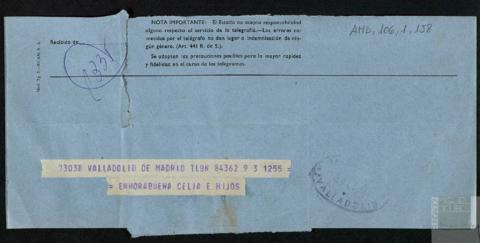 NOTA IMPORTANTE: El Estado no acepta responsabilidad
alguna respecto al servicio de la telegrafía.—Los errores co-
metidos por el telégrafo no dan lugar a indemnización de nin-
gún género. (Art. 441 R. de S.).
Se adoptan las precauciones posibles para la mayor rapidez
y fidelidad en el curso de los telegramas.
AMD, 106, 1, 158
Recibido de
73038 VALLADOLID DE MADRID TLBN 84362 9 3 1255 =
= ENHORABUENA CELIA E HIJOS
VALLADOLID